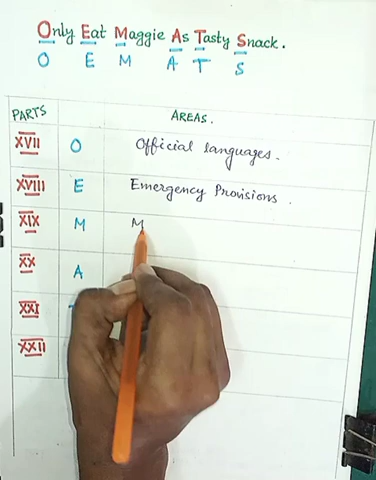 Only Eat Maggie As Tasty Snack.
O E M A T S
PARTS AREAS.
XVII O Official languages.
XVIII E Emergency Provisions.
XIX M M
XX A
XXI
XXII